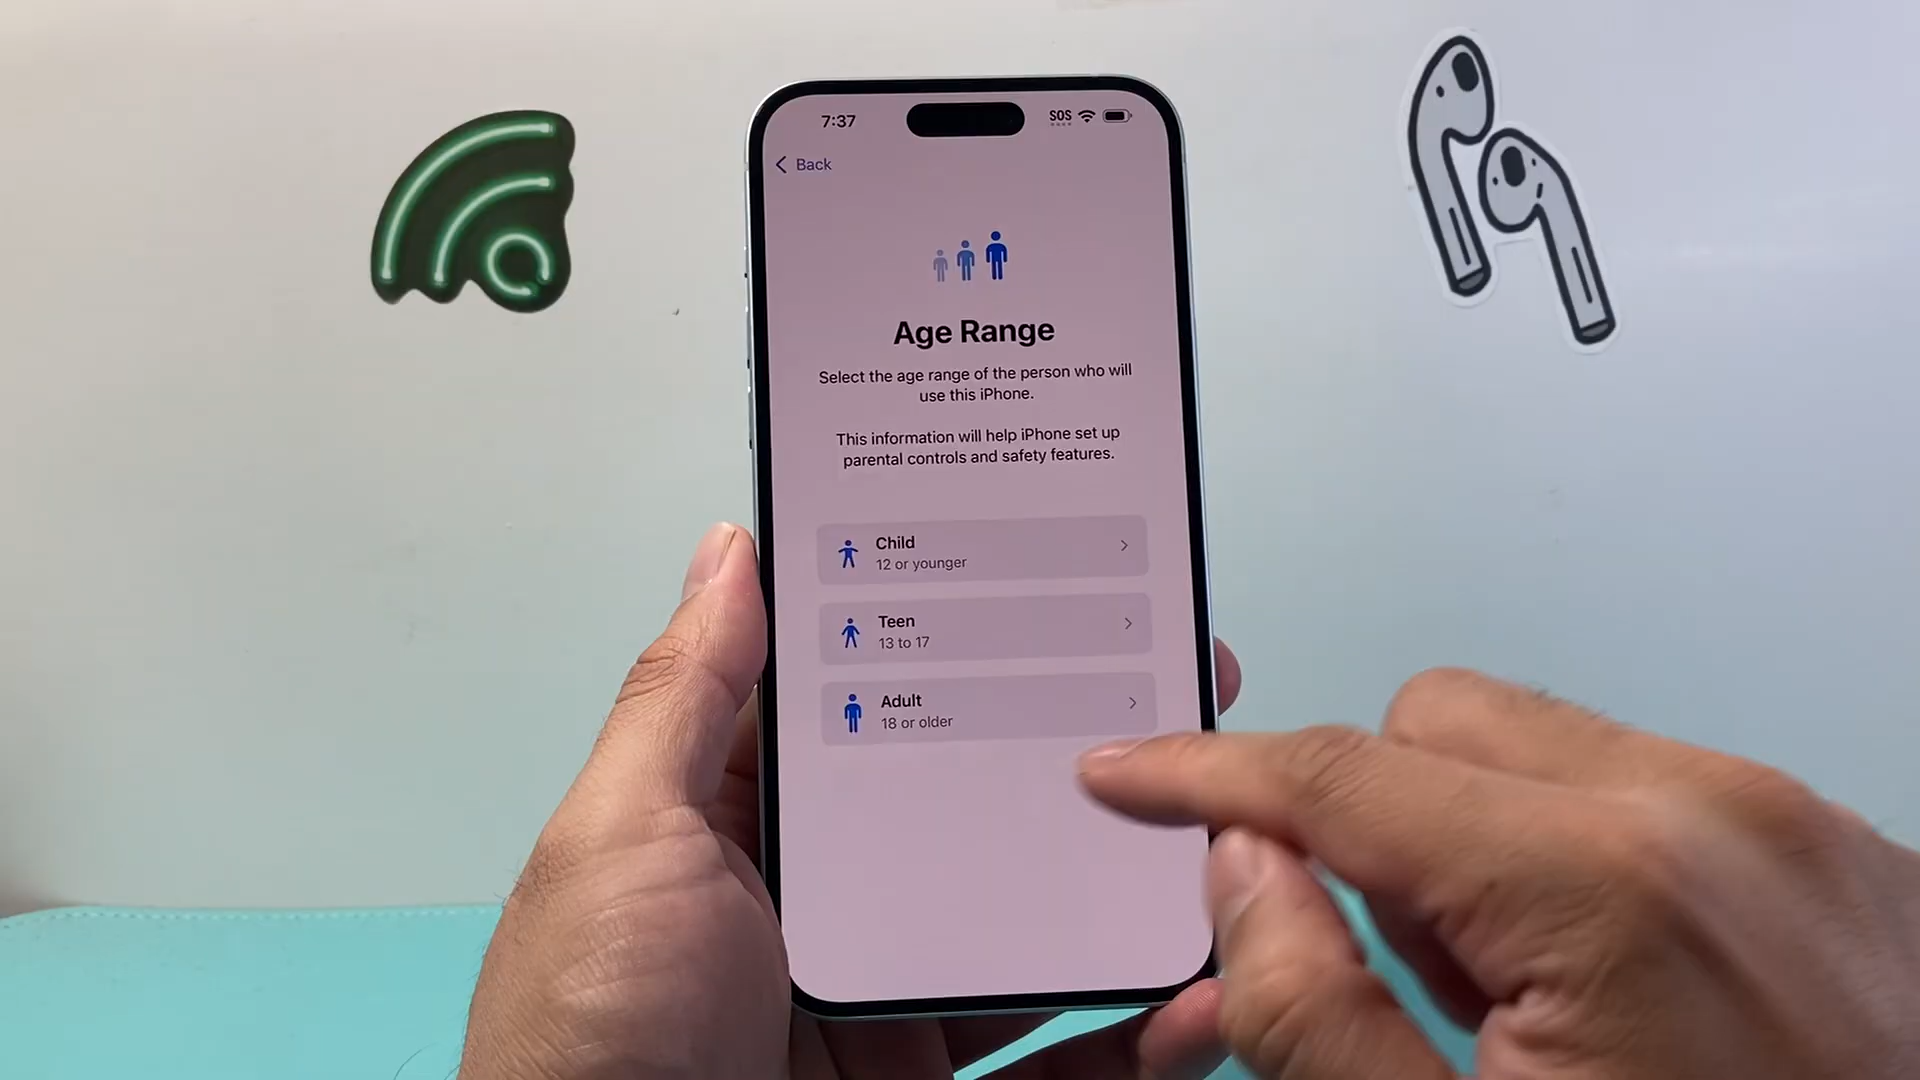 7:37
SOS
Back
Age Range
Select the age range of the person who will
use this iPhone.
This information will help iPhone set up
parental controls and safety features.
Child
12 or younger
Teen
13 to 17
Adult
18 or older